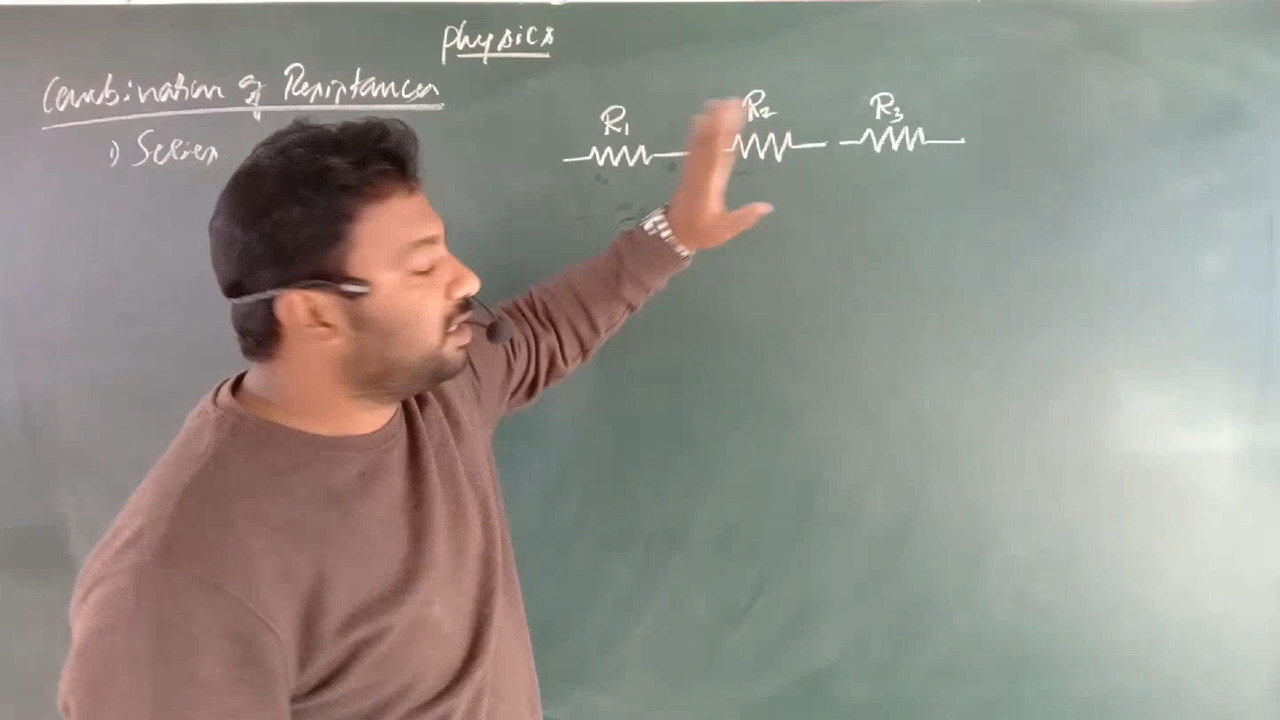 Physics
Combination of Resistances
1) Series
R1 R2 R3